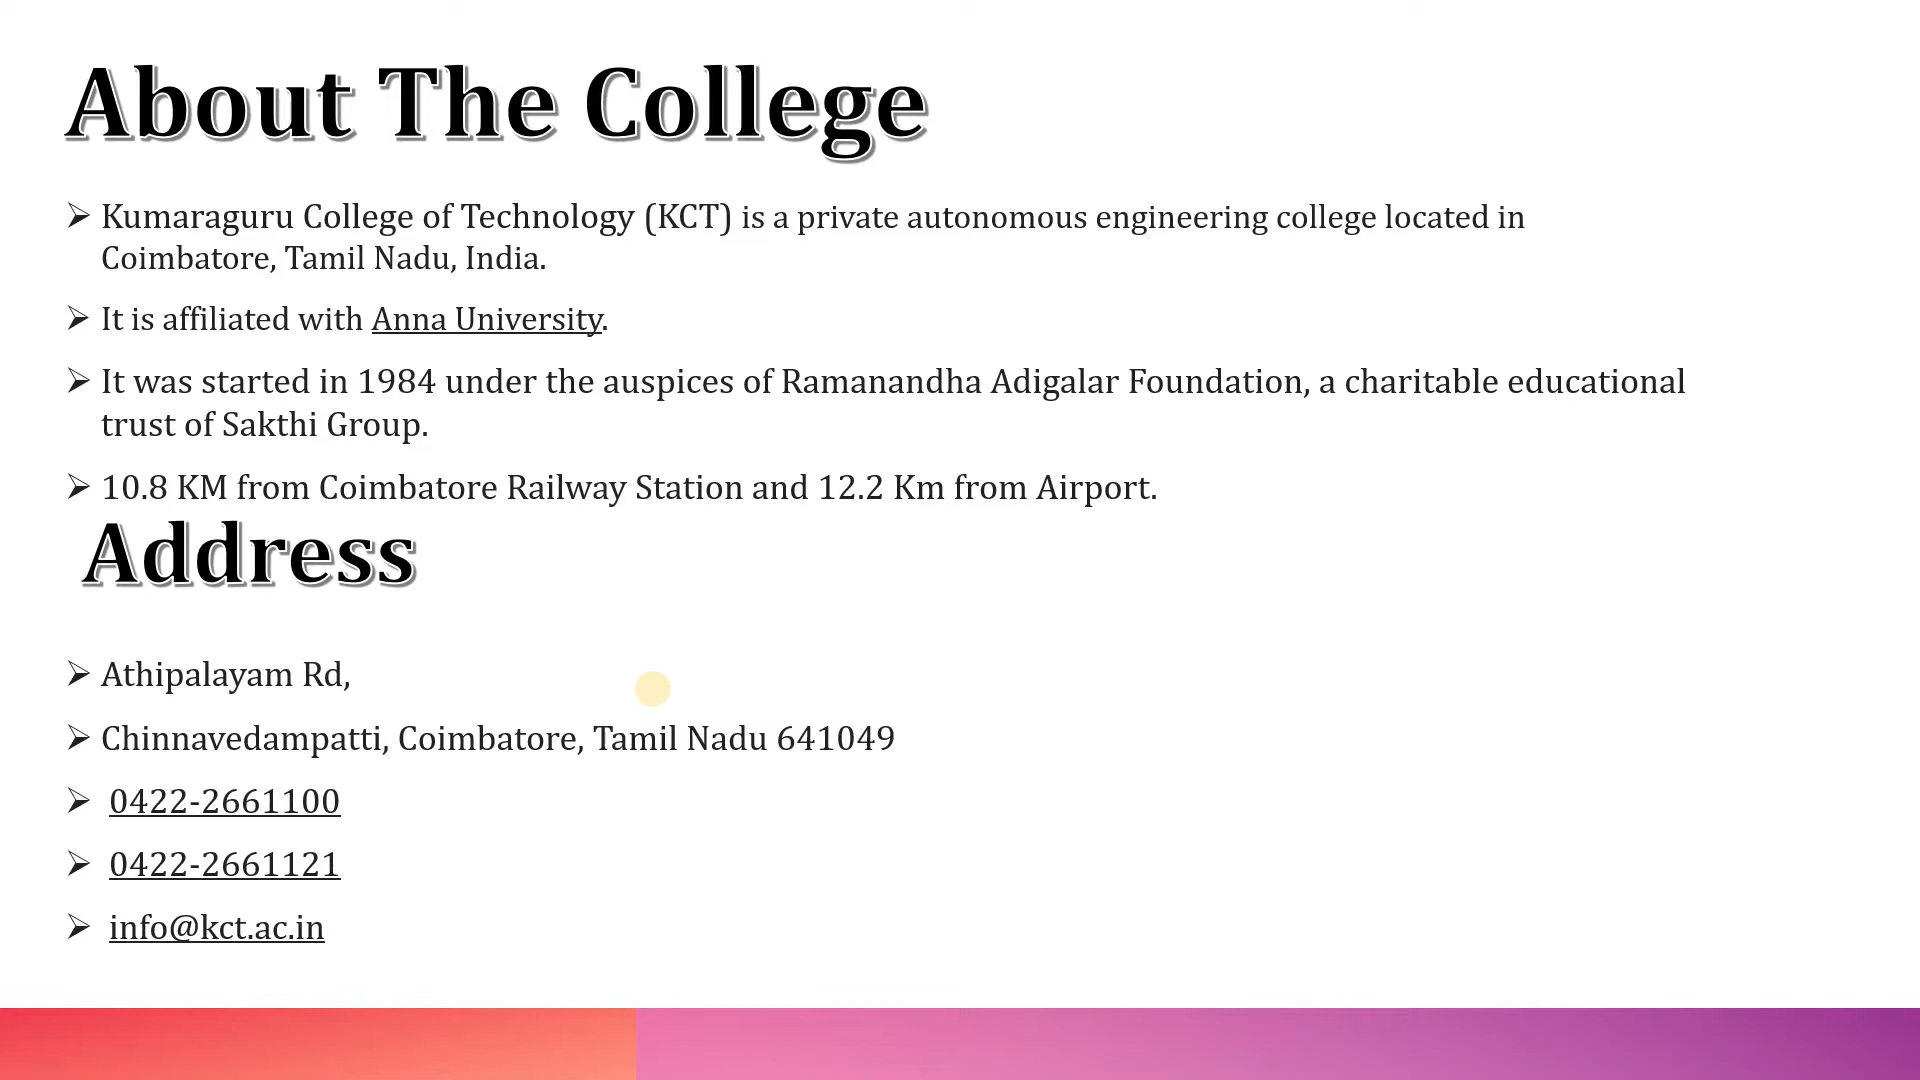 About The College
➢ Kumaraguru College of Technology (KCT) is a private autonomous engineering college located in
Coimbatore, Tamil Nadu, India.
➢ It is affiliated with Anna University.
➢ It was started in 1984 under the auspices of Ramanandha Adigalar Foundation, a charitable educational
trust of Sakthi Group.
➢ 10.8 KM from Coimbatore Railway Station and 12.2 Km from Airport.
Address
➢ Athipalayam Rd,
➢ Chinnavedampatti, Coimbatore, Tamil Nadu 641049
➢ 0422-2661100
➢ 0422-2661121
➢ info@kct.ac.in